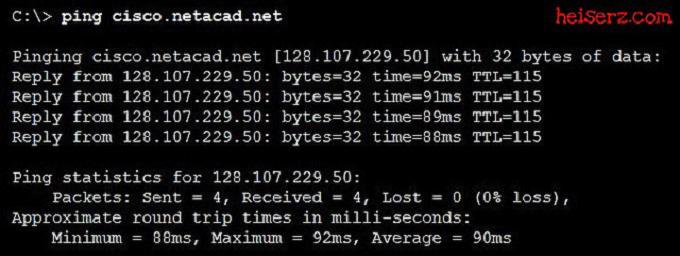 C:\> ping cisco.netacad.net
heiserz.com
Pinging cisco.netacad.net [128.107.229.50] with 32 bytes of data:
Reply from 128.107.229.50: bytes=32 time=92ms TTL=115
Reply from 128.107.229.50: bytes=32 time=91ms TTL=115
Reply from 128.107.229.50: bytes=32 time=89ms TTL=115
Reply from 128.107.229.50: bytes=32 time=88ms TTL=115
Ping statistics for 128.107.229.50:
Packets: Sent = 4, Received = 4, Lost = 0 (0% loss),
Approximate round trip times in milli-seconds:
Minimum = 88ms, Maximum = 92ms, Average = 90ms